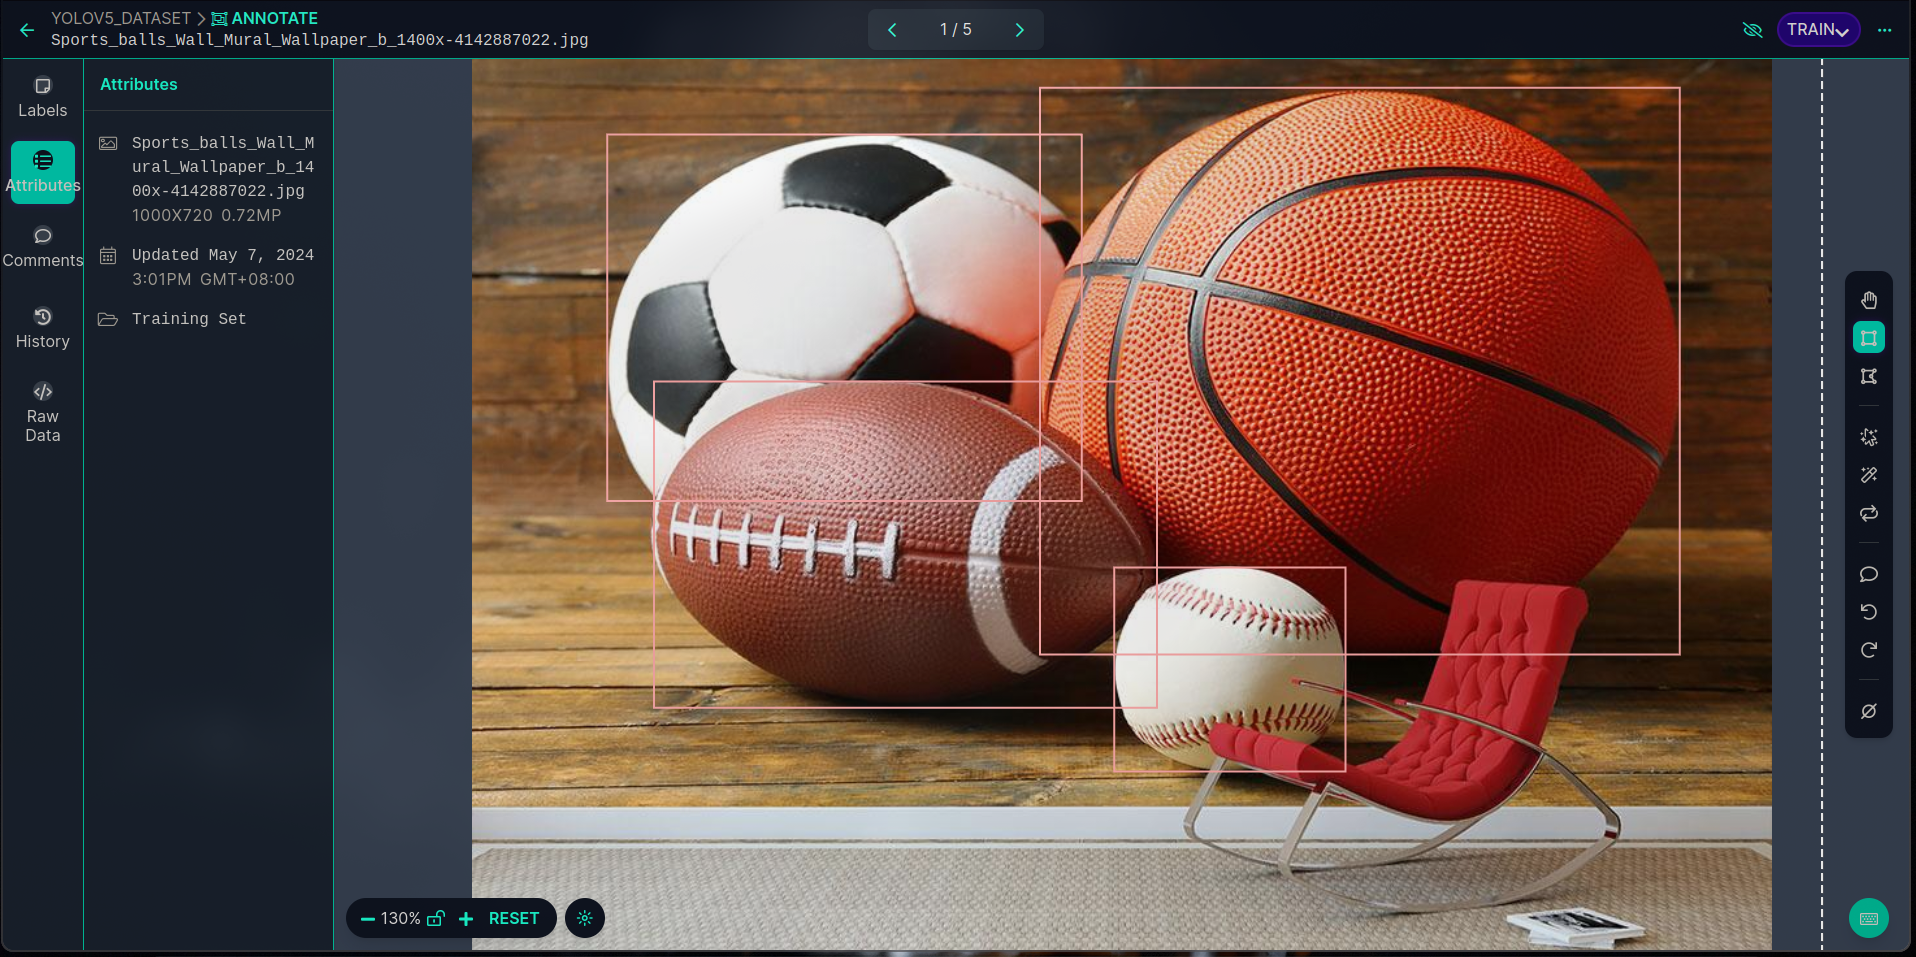 YOLOV5_DATASET > ANNOTATE
Sports_balls_Wall_Mural_Wallpaper_b_1400x-4142887022.jpg
1 / 5
TRAIN
Labels
Attributes
Comments
History
Raw
Data
Attributes
Sports_balls_Wall_M
ural_Wallpaper_b_14
00x-4142887022.jpg
1000X720 0.72MP
Updated May 7, 2024
3:01PM GMT+08:00
Training Set
130%
RESET